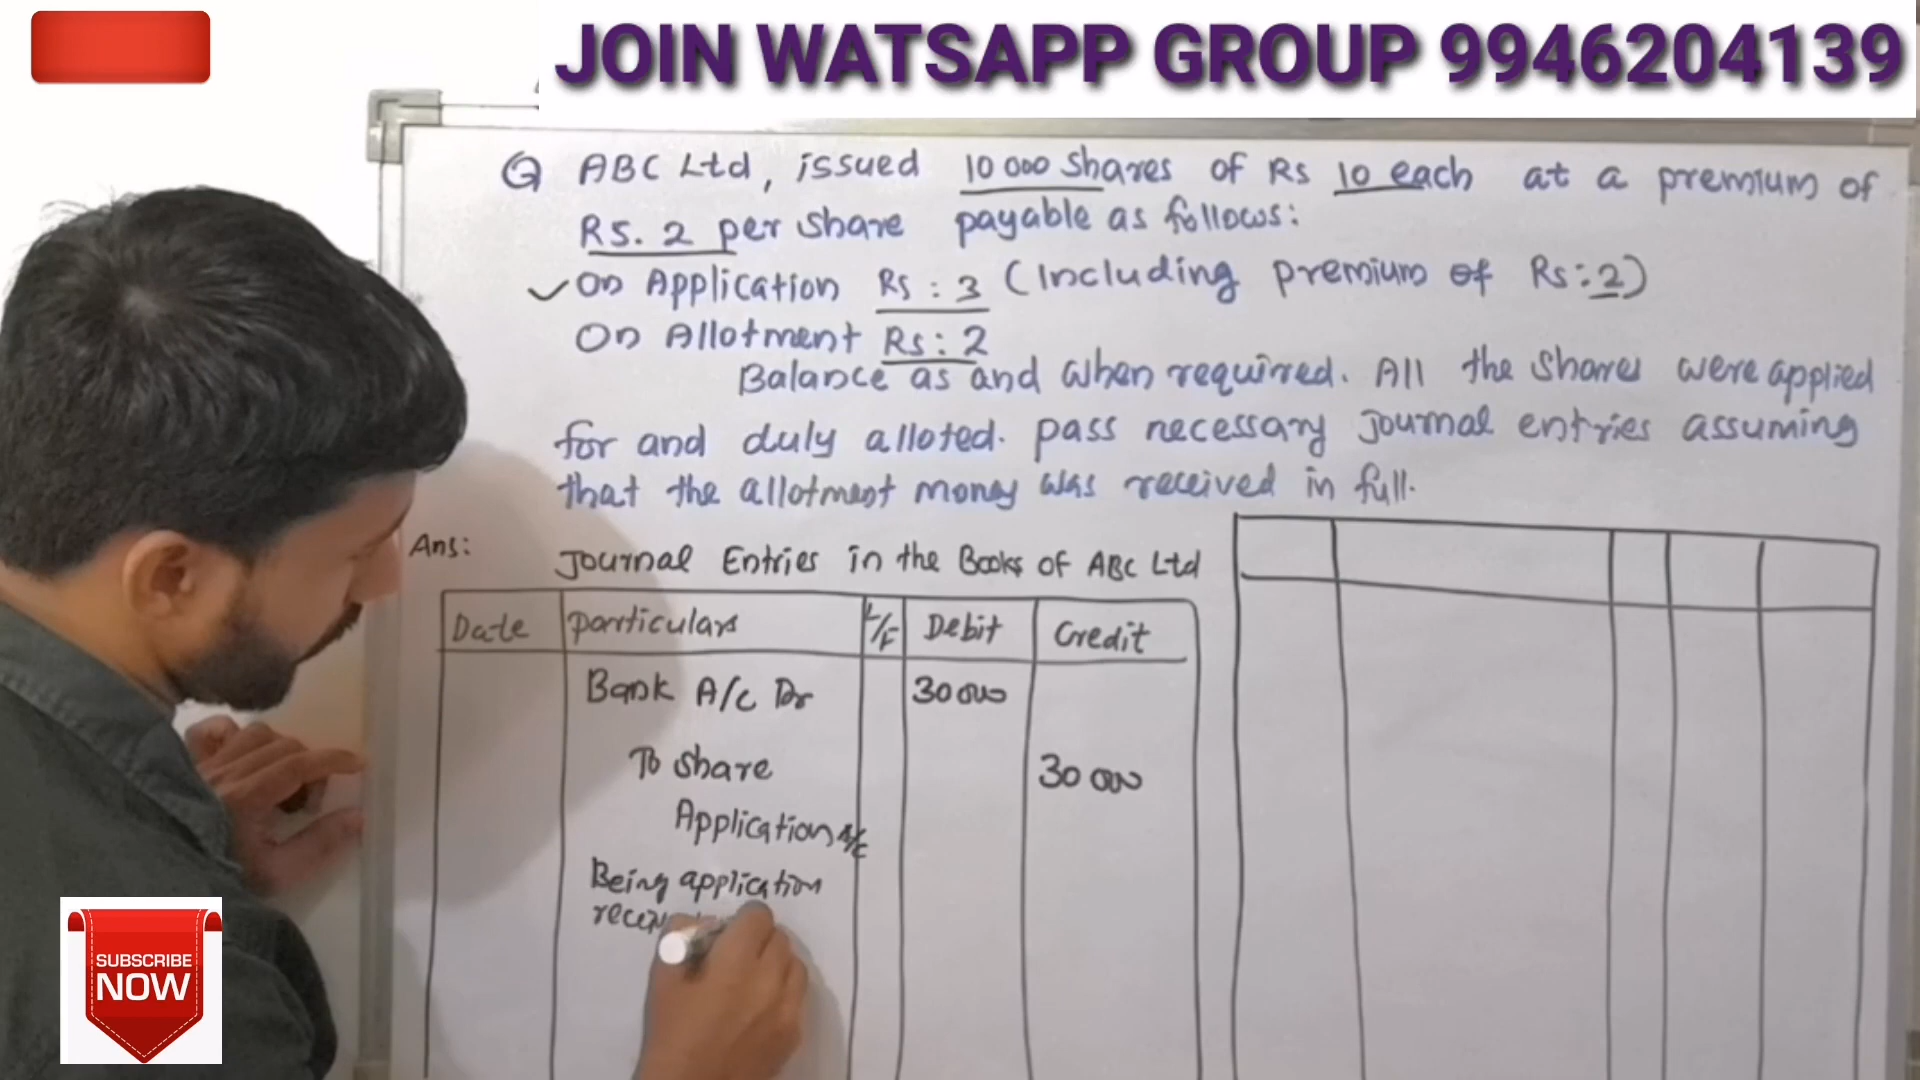 JOIN WATSAPP GROUP 9946204139
Q ABC Ltd, issued 10 000 shares of Rs 10 each at a premium of
RS. 2 per share payable as follows:
✓ On Application Rs : 3 (Including premium of Rs: 2)
On Allotment Rs : 2
Balance as and when required. All the shares were applied
for and duly alloted. pass necessary Journal entries assuming
that the allotment money was received in full.
Ans:
Journal Entries in the Books of ABC Ltd
Date Particulars L/F Debit Credit
Bank A/c Dr 30 000
To share 30 000
Application A/c
Being application
SUBSCRIBE
NOW